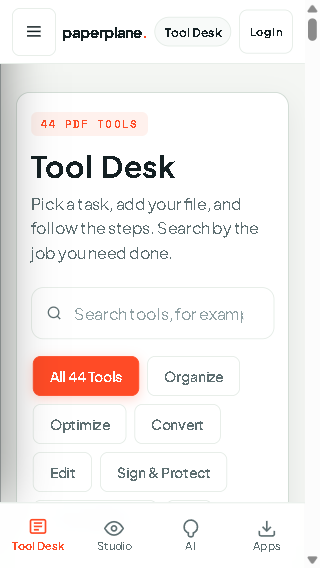 paperplane.
Tool Desk
Log In
44 PDF TOOLS
Tool Desk
Pick a task, add your file, and
follow the steps. Search by the
job you need done.
Search tools, for examp
All 44 Tools
Organize
Optimize
Convert
Edit
Sign & Protect
Tool Desk
Studio
AI
Apps